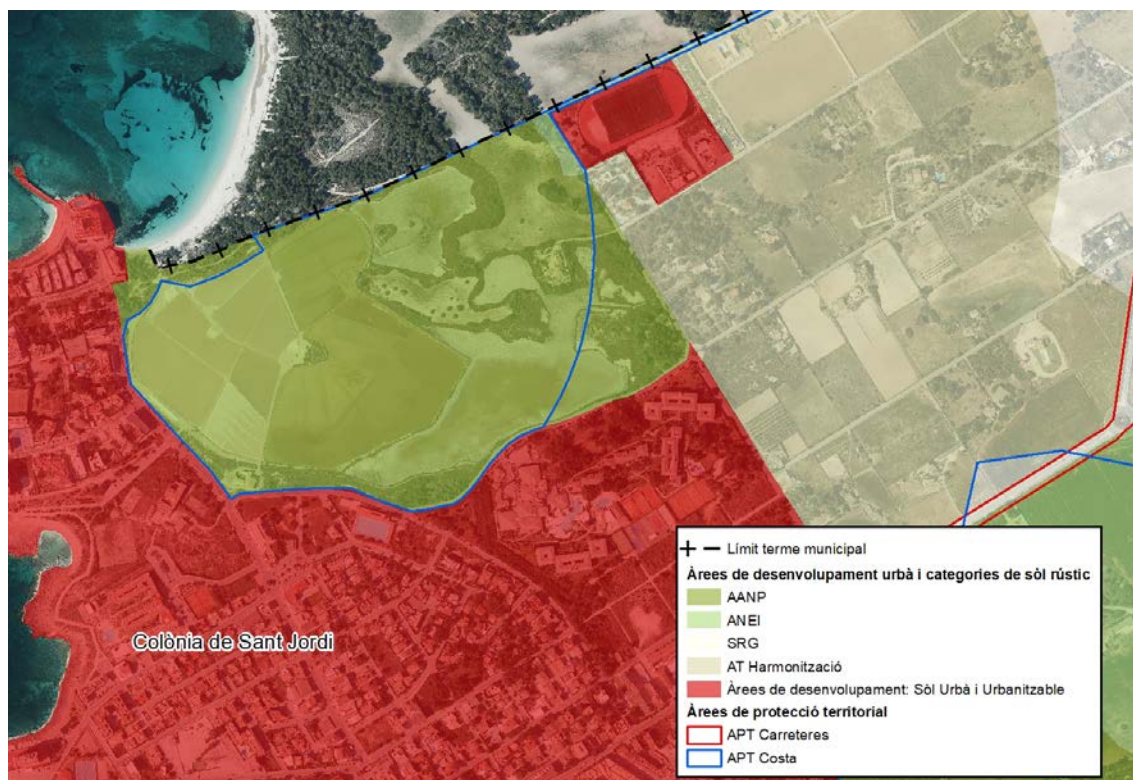 Colònia de Sant Jordi
Límit terme municipal
Àrees de desenvolupament urbà i categories de sòl rústic
AANP
ANEI
SRG
AT Harmonització
Àrees de desenvolupament: Sòl Urbà i Urbanitzable
Àrees de protecció territorial
APT Carreteres
APT Costa